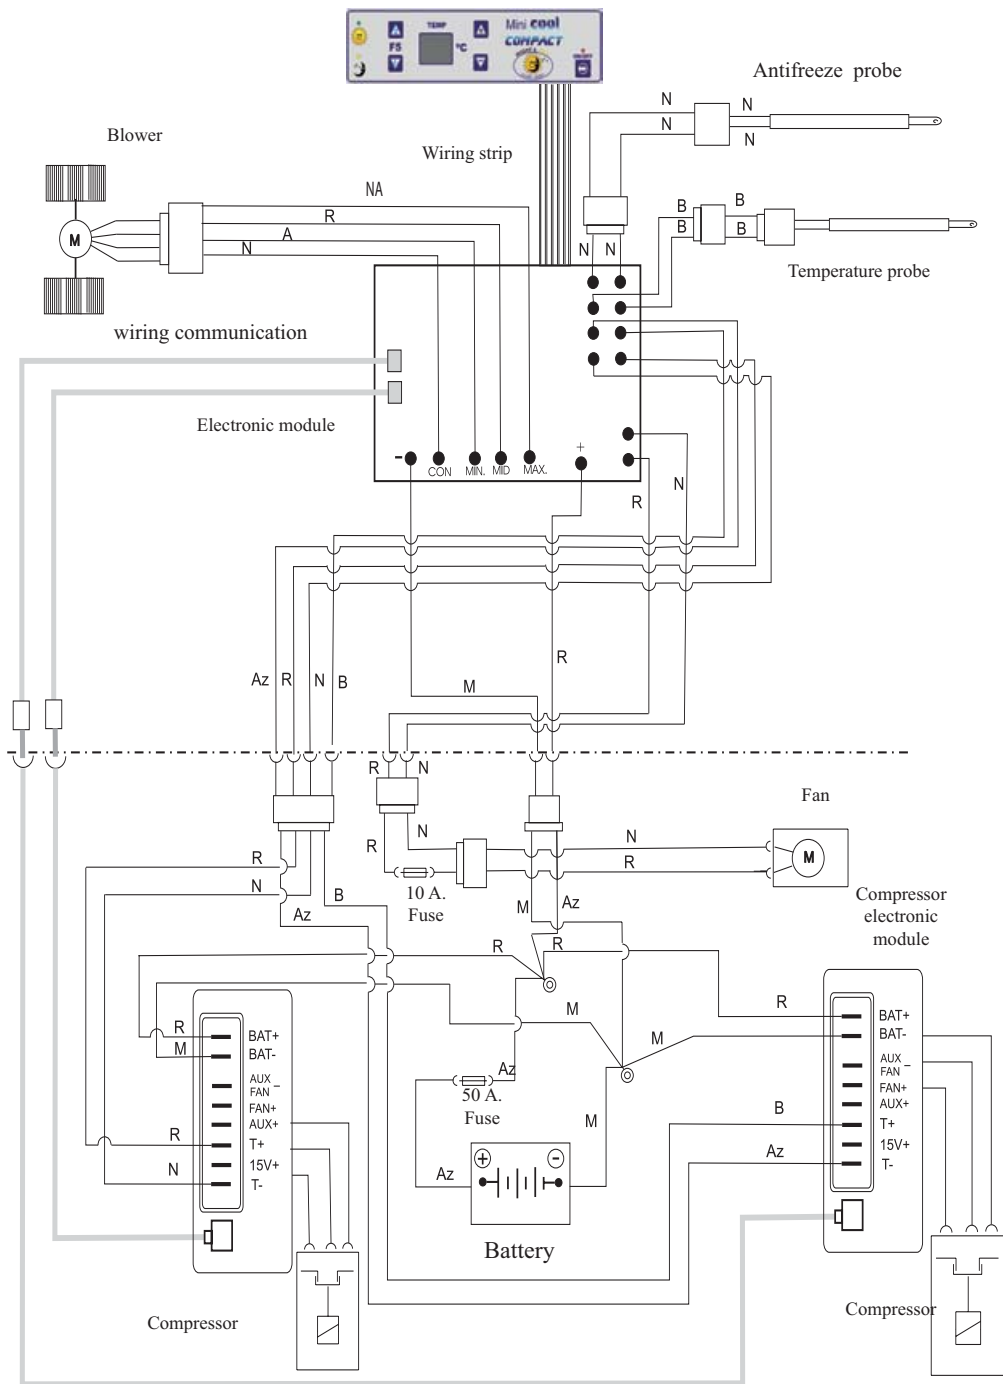 TEMP
Mini cool
COMPACT
F5
°C
Antifreeze probe
Blower
Wiring strip
N
N
N
N
NA
R
A
N
M
B
B
B
B
N
N
Temperature probe
wiring communication
Electronic module
-
CON
MIN.
MID
MAX.
+
R
N
Az
R
N
B
M
R
R
N
Fan
R
N
N
R
M
10 A.
Fuse
Compressor
electronic
module
R
N
B
Az
M
Az
R
R
R
M
M
R
M
BAT+
BAT-
AUX
FAN -
FAN+
AUX+
T+
15V+
T-
R
N
Az
50 A.
Fuse
M
B
Az
BAT+
BAT-
AUX
FAN -
FAN+
AUX+
T+
15V+
T-
+
-
Az
Battery
Compressor
Compressor